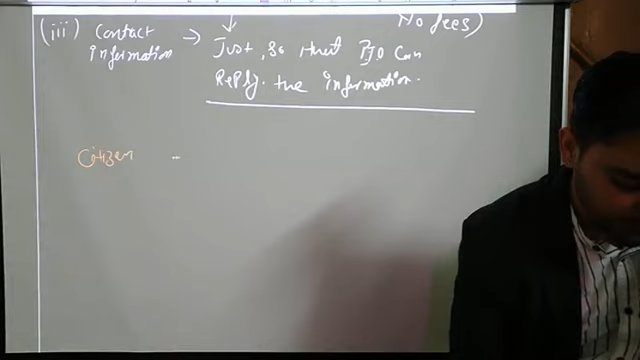 No fees)
(iii) Contact information → Just, so that PIO can
Reply. the information.
Citizen -